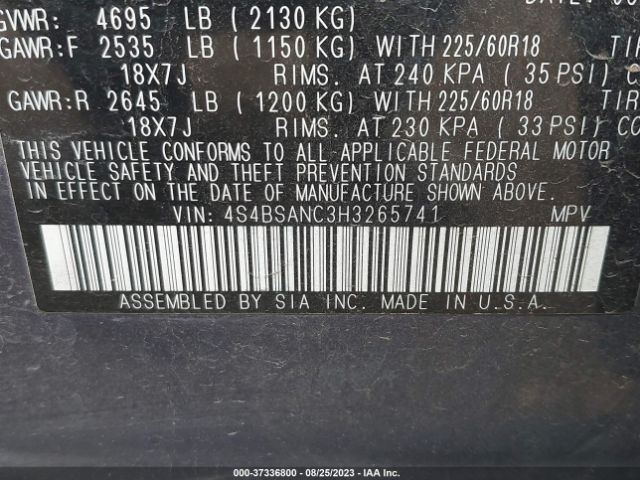 GVWR: 4695 LB (2130 KG)
GAWR:F 2535 LB (1150 KG) WITH 225/60R18
18X7J RIMS. AT 240 KPA (35 PSI)
GAWR:R 2645 LB (1200 KG) WITH 225/60R18
18X7J RIMS. AT 230 KPA (33 PSI)
THIS VEHICLE CONFORMS TO ALL APPLICABLE FEDERAL MOTOR
VEHICLE SAFETY AND THEFT PREVENTION STANDARDS
IN EFFECT ON THE DATE OF MANUFACTURE SHOWN ABOVE.
VIN: 4S4BSANC3H3265741 MPV
ASSEMBLED BY SIA INC. MADE IN U.S.A.
0-37336800 - 08/25/2023 - IAA Inc.